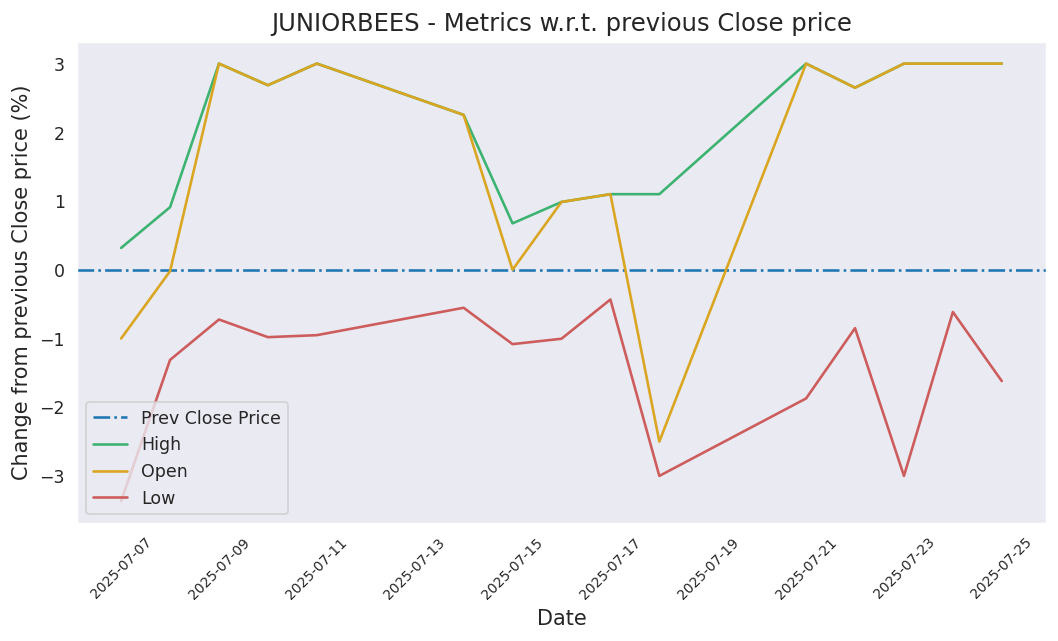 JUNIORBEES - Metrics w.r.t. previous Close price
Change from previous Close price (%)
3
2
1
0
−1
−2
−3
Prev Close Price
High
Open
Low
2025-07-07
2025-07-09
2025-07-11
2025-07-13
2025-07-15
2025-07-17
2025-07-19
2025-07-21
2025-07-23
2025-07-25
Date